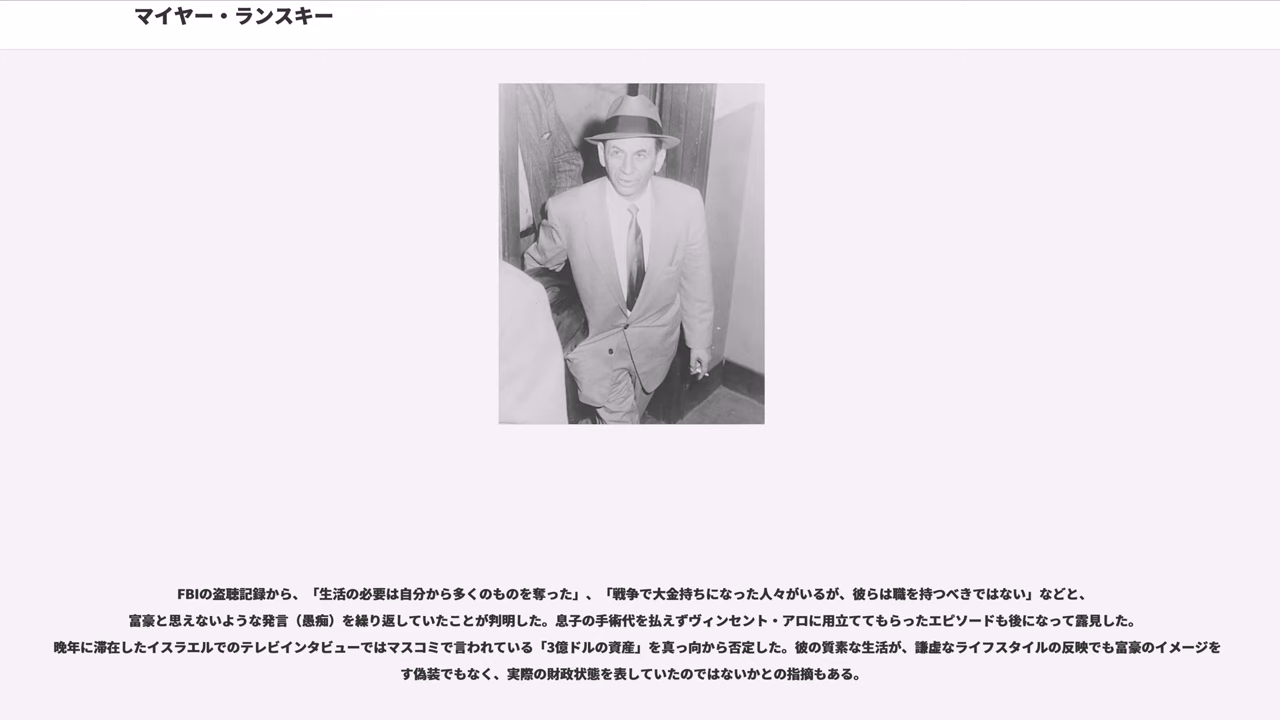 マイヤー・ランスキー
FBIの盗聴記録から、「生活の必要は自分から多くのものを奪った」、「戦争で大金持ちになった人々がいるが、彼らは職を持つべきではない」などと、
富豪と思えないような発言（愚痴）を繰り返していたことが判明した。息子の手術代を払えずヴィンセント・アロに用立ててもらったエピソードも後になって露見した。
晩年に滞在したイスラエルでのテレビインタビューではマスコミで言われている「3億ドルの資産」を真っ向から否定した。彼の質素な生活が、謙虚なライフスタイルの反映でも富豪のイメージを
す偽装でもなく、実際の財政状態を表していたのではないかとの指摘もある。